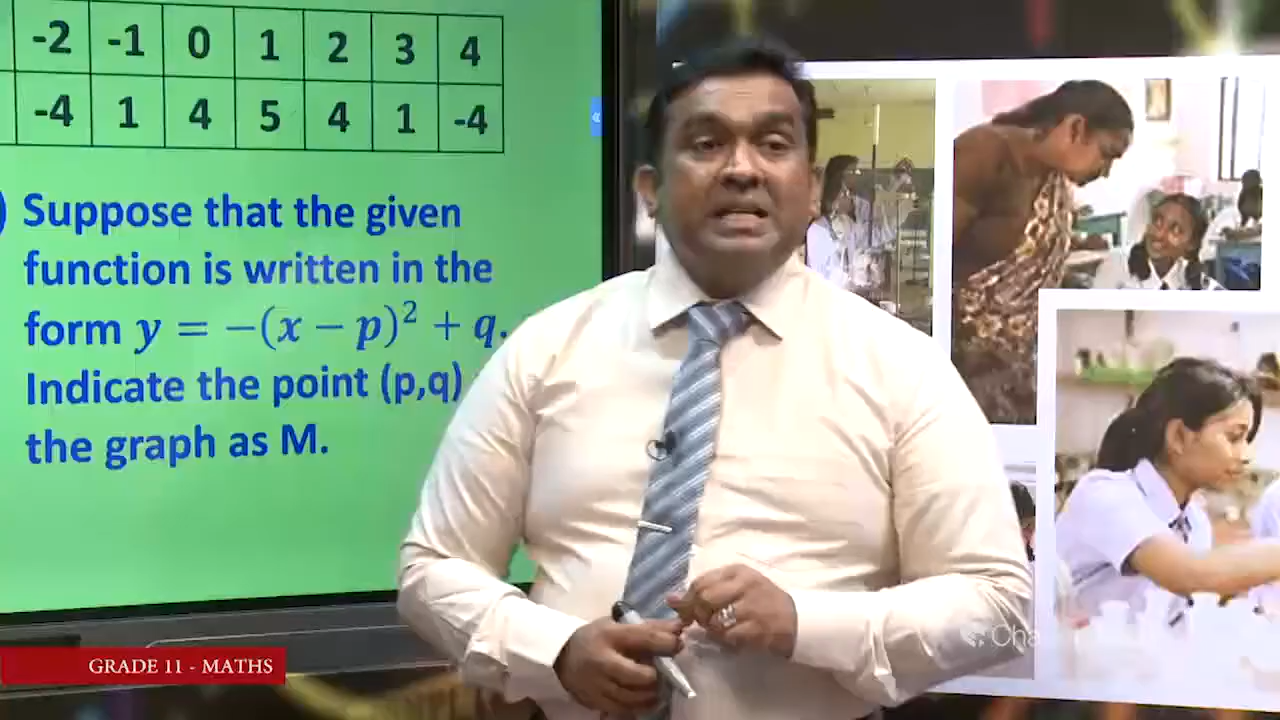 -2 -1 0 1 2 3 4
-4 1 4 5 4 1 -4
) Suppose that the given
function is written in the
form y = −(x − p)² + q.
Indicate the point (p,q)
the graph as M.
GRADE 11 - MATHS
Cha